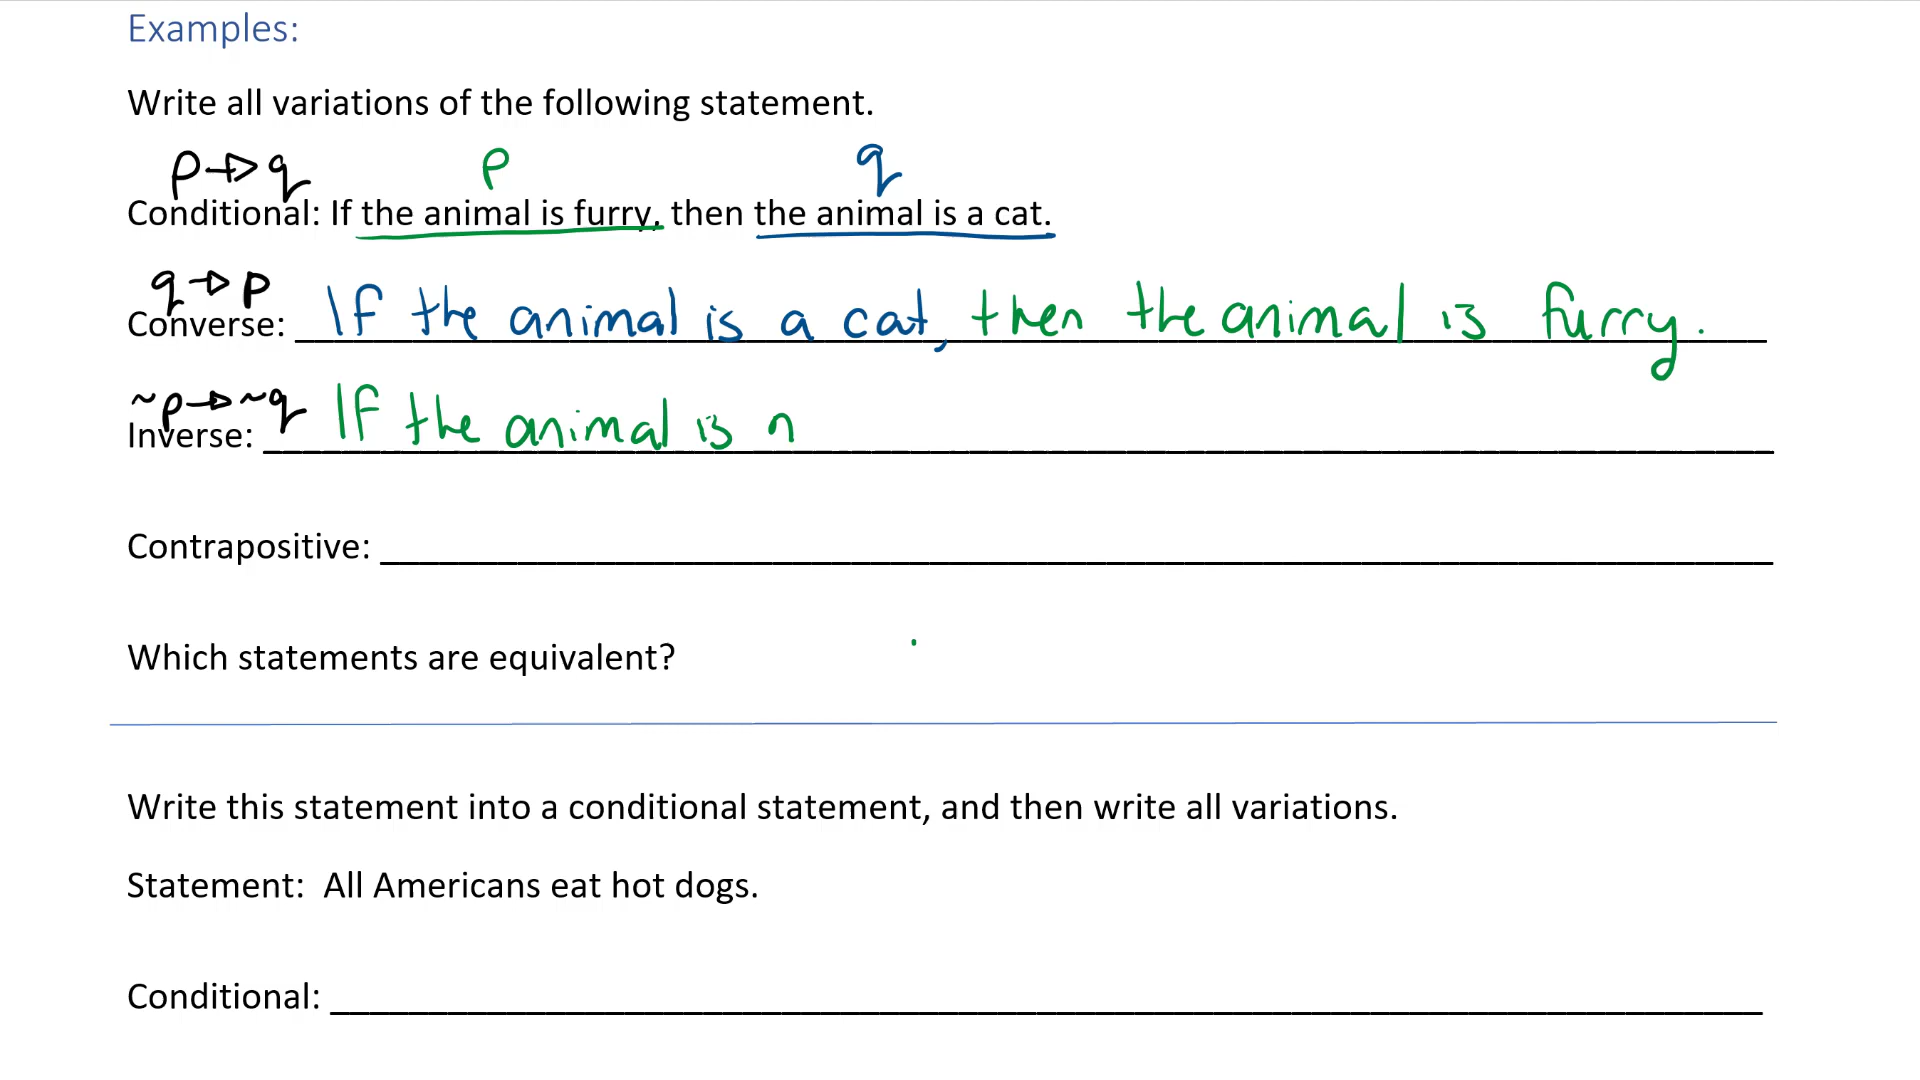 Examples:
Write all variations of the following statement.
p → q p q
Conditional: If the animal is furry, then the animal is a cat.
q → p
Converse: If the animal is a cat, then the animal is furry.
~p → ~q
Inverse: If the animal is n
Contrapositive:
Which statements are equivalent?
Write this statement into a conditional statement, and then write all variations.
Statement: All Americans eat hot dogs.
Conditional: